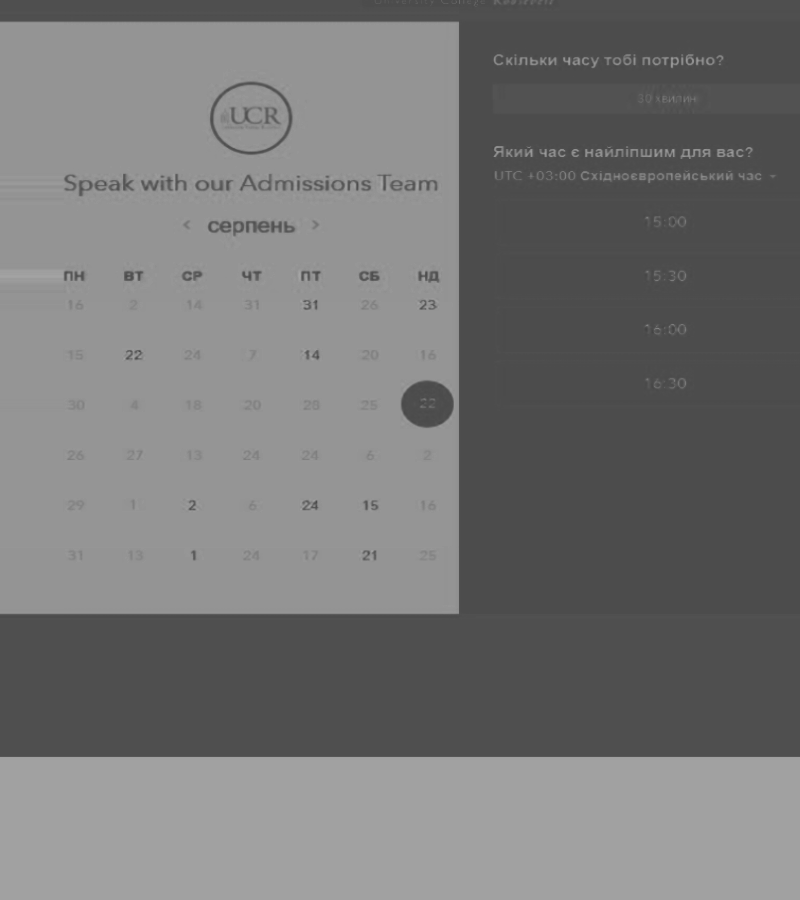 UCR
Speak with our Admissions Team
‹ серпень ›
ПН ВТ СР ЧТ ПТ СБ НД
16 2 14 31 31 26 23
15 22 24 7 14 20 16
30 4 18 20 28 25 22
26 27 13 24 24 6 2
29 1 2 6 24 15 16
31 13 1 24 17 21 25
Скільки часу тобі потрібно?
30 хвилин
Який час є найліпшим для вас?
UTC +03:00 Східноєвропейський час
15:00
15:30
16:00
16:30